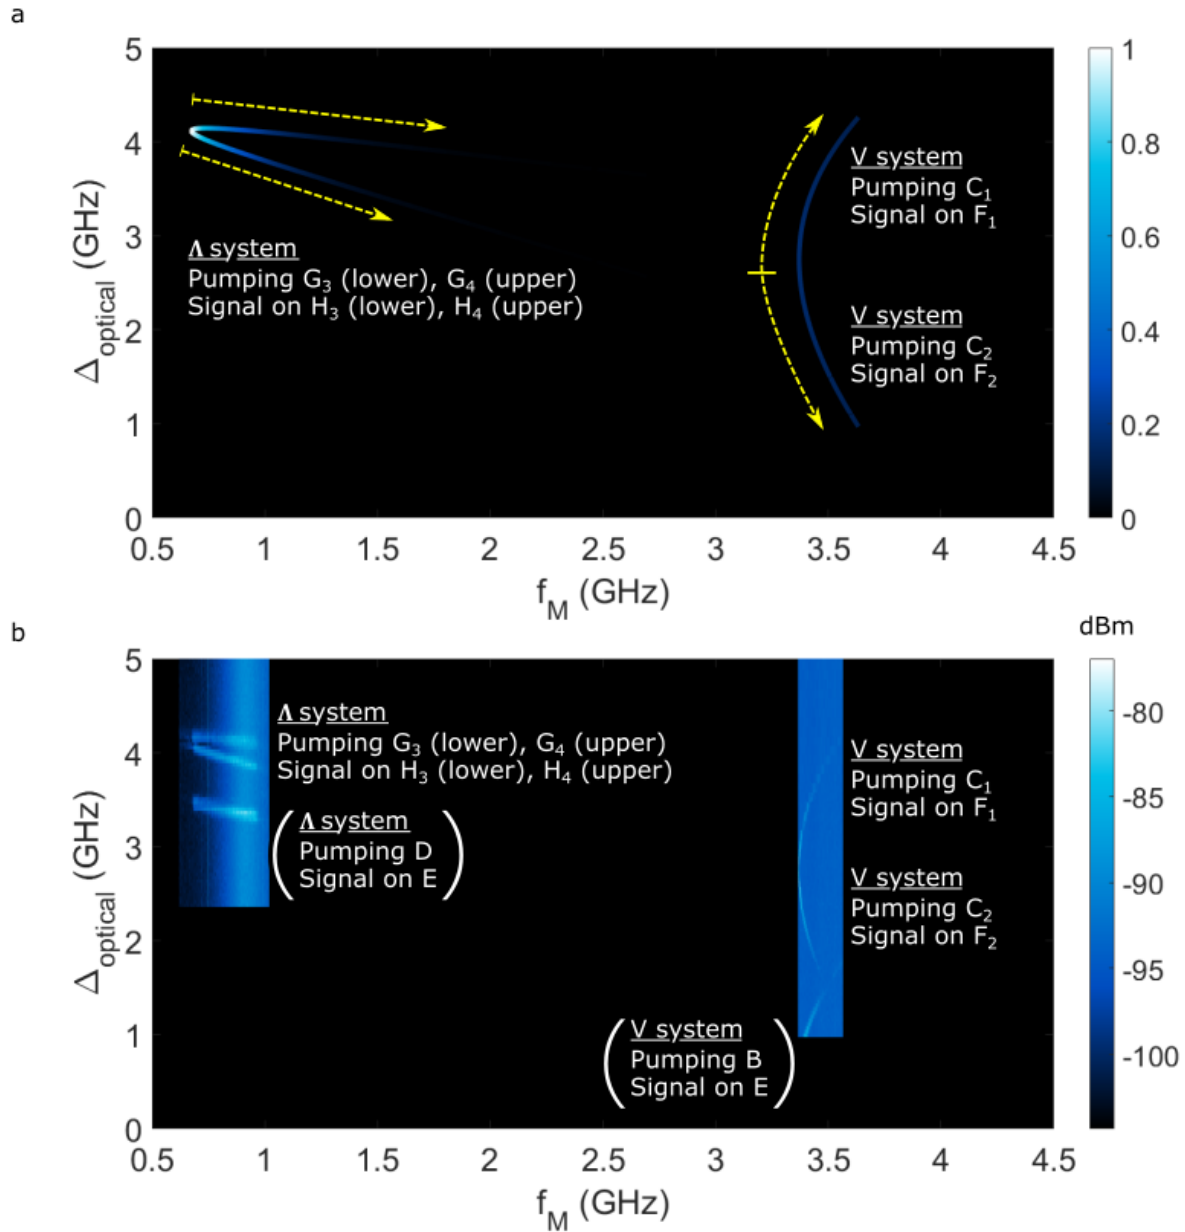 a
5
4
3
2
1
0
Δoptical (GHz)
0.5 1 1.5 2 2.5 3 3.5 4 4.5
fM (GHz)
Λ system
Pumping G3 (lower), G4 (upper)
Signal on H3 (lower), H4 (upper)
V system
Pumping C1
Signal on F1
V system
Pumping C2
Signal on F2
1
0.8
0.6
0.4
0.2
0
b
5
4
3
2
1
0
Δoptical (GHz)
0.5 1 1.5 2 2.5 3 3.5 4 4.5
fM (GHz)
Λ system
Pumping G3 (lower), G4 (upper)
Signal on H3 (lower), H4 (upper)
(Λ system
Pumping D
Signal on E)
V system
Pumping C1
Signal on F1
V system
Pumping C2
Signal on F2
(V system
Pumping B
Signal on E)
dBm
-80
-85
-90
-95
-100